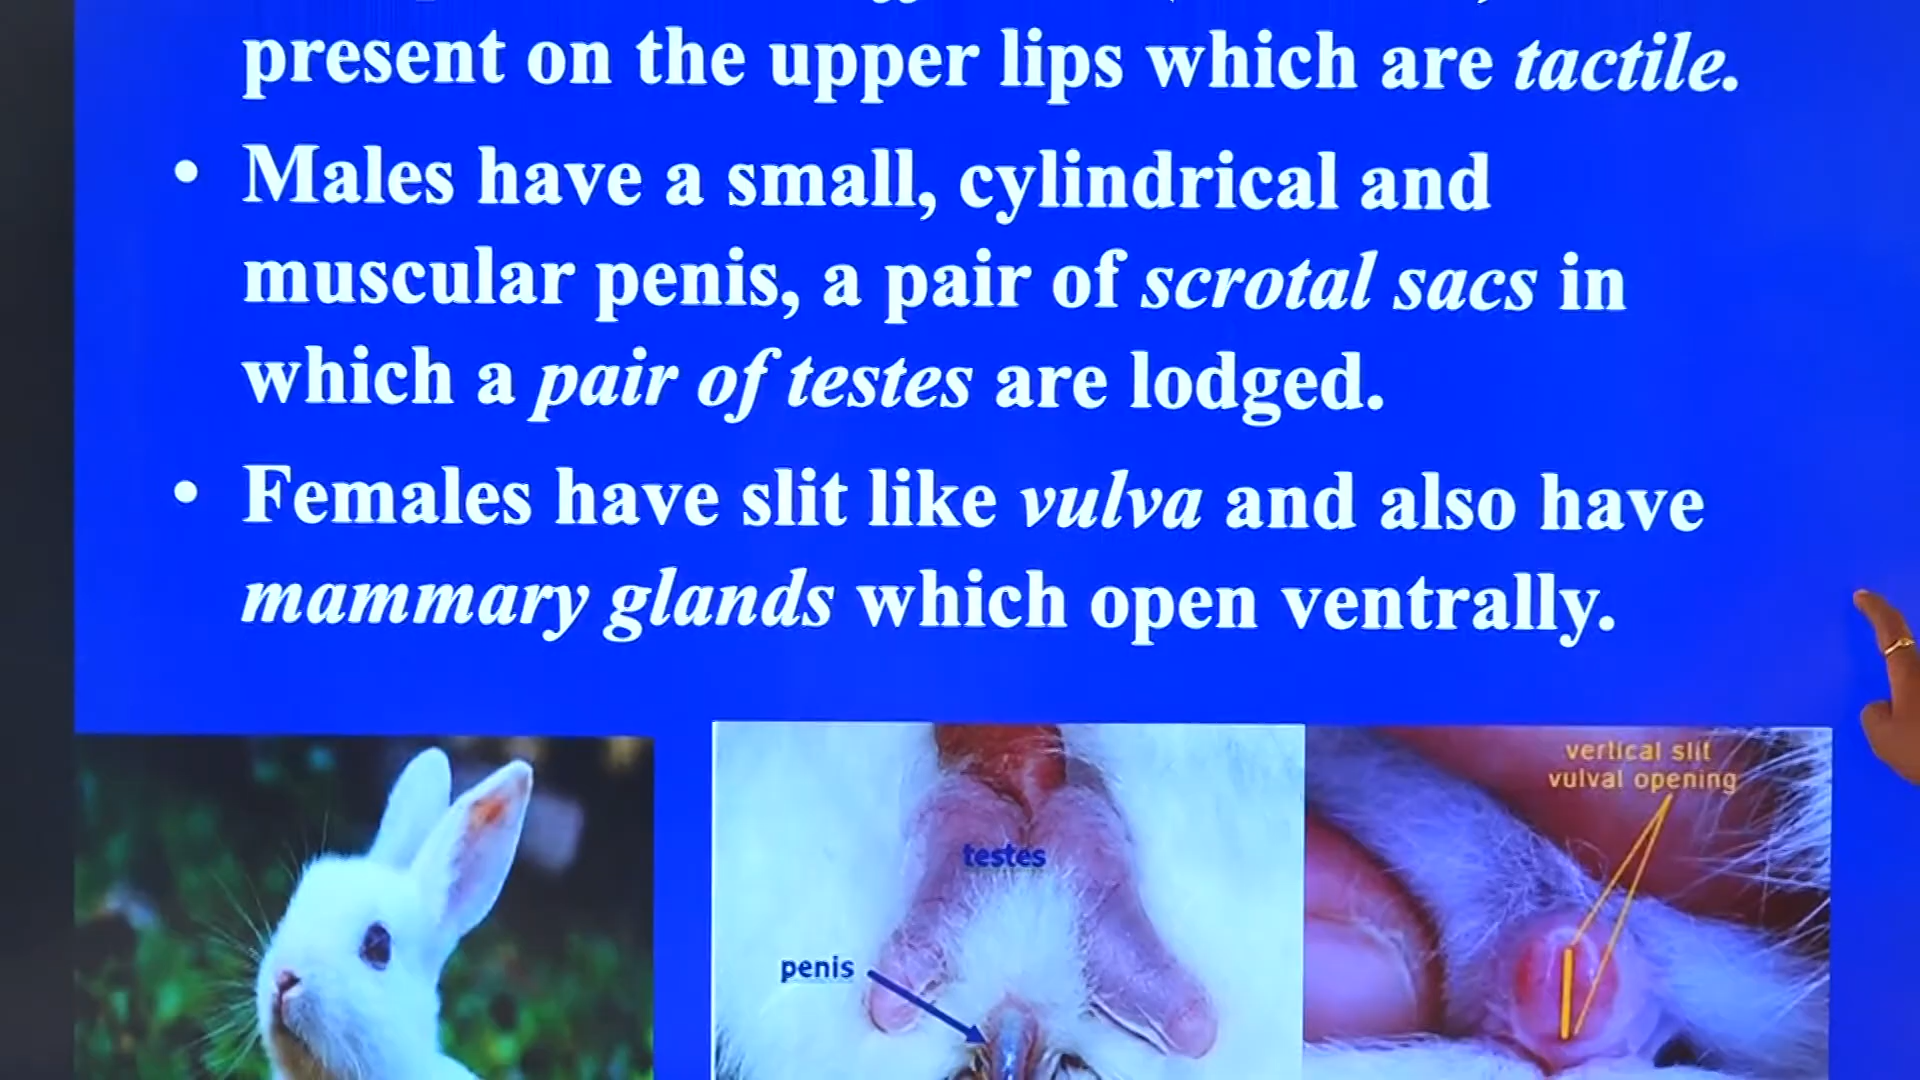 present on the upper lips which are tactile.
• Males have a small, cylindrical and
muscular penis, a pair of scrotal sacs in
which a pair of testes are lodged.
• Females have slit like vulva and also have
mammary glands which open ventrally.
vertical slit
vulval opening
testes
penis